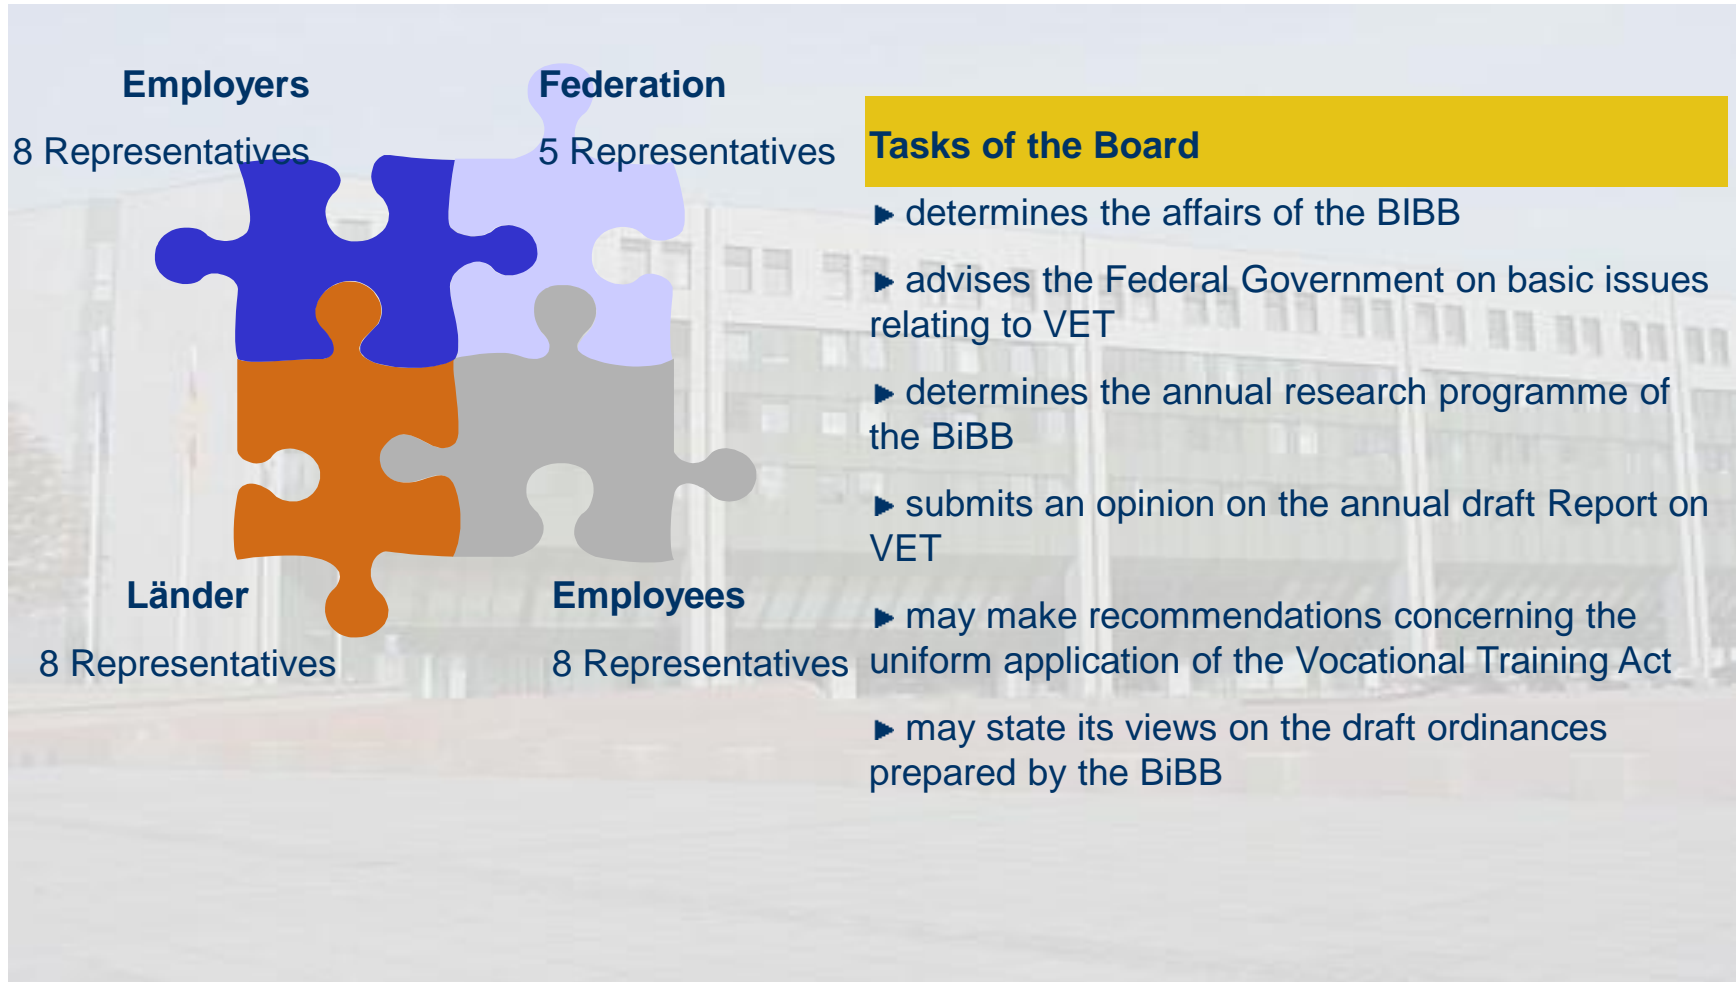 Employers
8 Representatives
Federation
5 Representatives
Länder
8 Representatives
Employees
8 Representatives
Tasks of the Board
► determines the affairs of the BIBB
► advises the Federal Government on basic issues
relating to VET
► determines the annual research programme of
the BiBB
► submits an opinion on the annual draft Report on
VET
► may make recommendations concerning the
uniform application of the Vocational Training Act
► may state its views on the draft ordinances
prepared by the BiBB